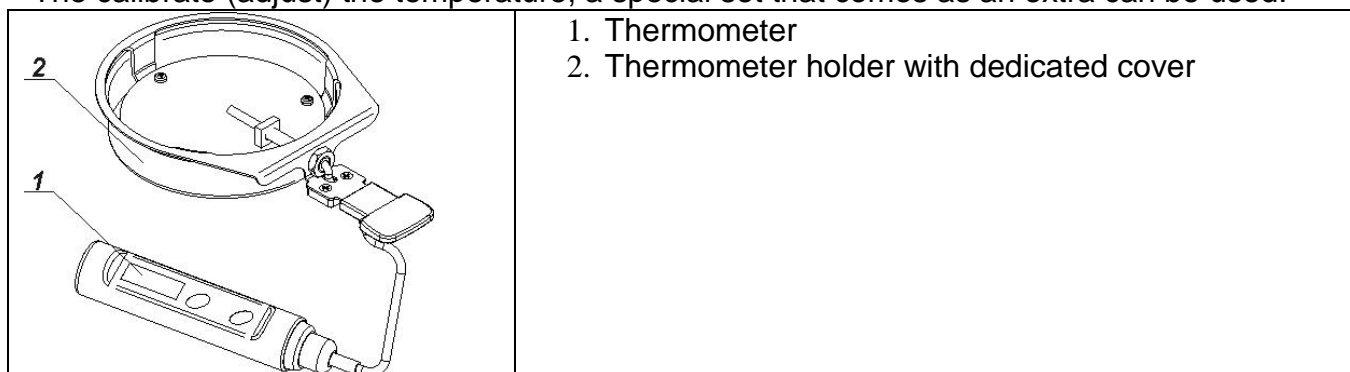 The calibrate (adjust) the temperature, a special set that comes as an extra can be used.
2
1
1. Thermometer
2. Thermometer holder with dedicated cover